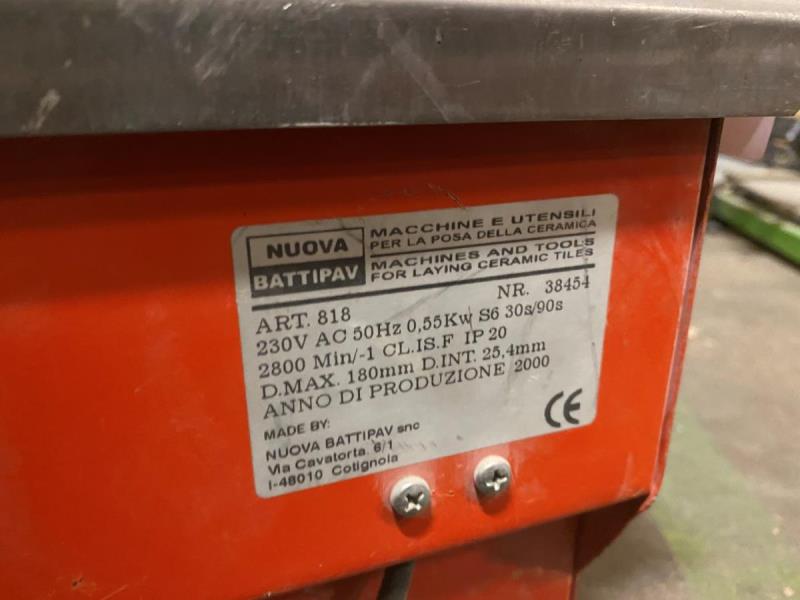 NUOVA
BATTIPAV
MACCHINE E UTENSILI
PER LA POSA DELLA CERAMICA
MACHINES AND TOOLS
FOR LAYING CERAMIC TILES
ART. 818 NR. 38454
230V AC 50Hz 0,55Kw S6 30s/90s
2800 Min/-1 CL.IS.F IP 20
D.MAX. 180mm D.INT. 25,4mm
ANNO DI PRODUZIONE 2000
MADE BY:
NUOVA BATTIPAV snc
Via Cavatorta 6/1
I-48010 Cotignola
CE